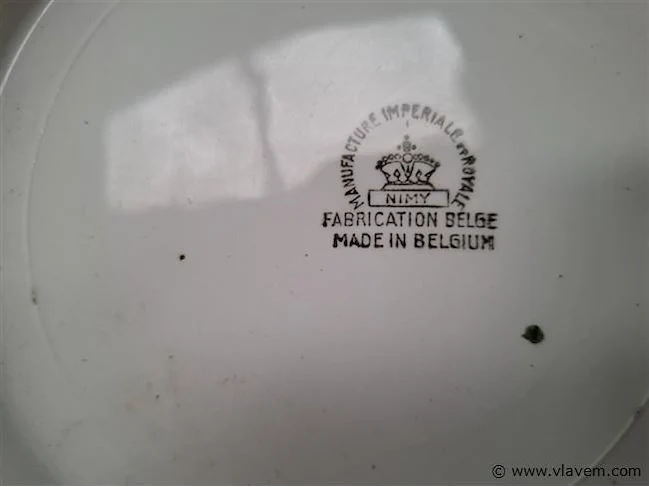 MANUFACTURE IMPERIALE ET ROYALE
NIMY
FABRICATION BELGE
MADE IN BELGIUM
© www.vlavem.com